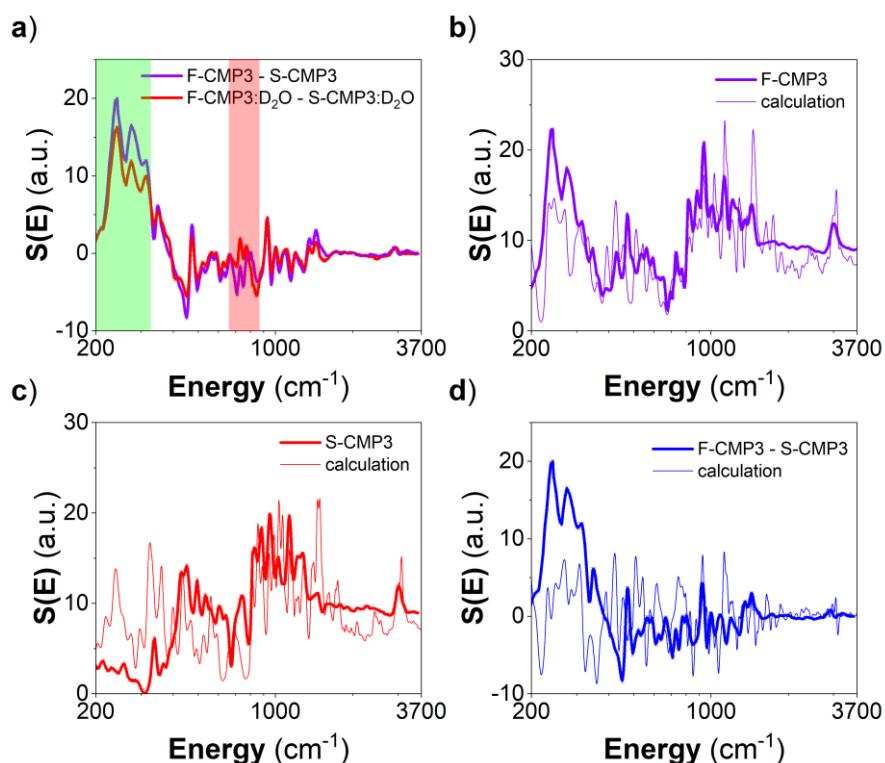 a)
F-CMP3 - S-CMP3
F-CMP3:D₂O - S-CMP3:D₂O
20
10
0
-10
S(E) (a.u.)
200
1000
3700
Energy (cm⁻¹)
b)
F-CMP3
calculation
30
20
10
0
S(E) (a.u.)
200
1000
3700
Energy (cm⁻¹)
c)
S-CMP3
calculation
30
20
10
0
S(E) (a.u.)
200
1000
3700
Energy (cm⁻¹)
d)
F-CMP3 - S-CMP3
calculation
20
10
0
-10
S(E) (a.u.)
200
1000
3700
Energy (cm⁻¹)